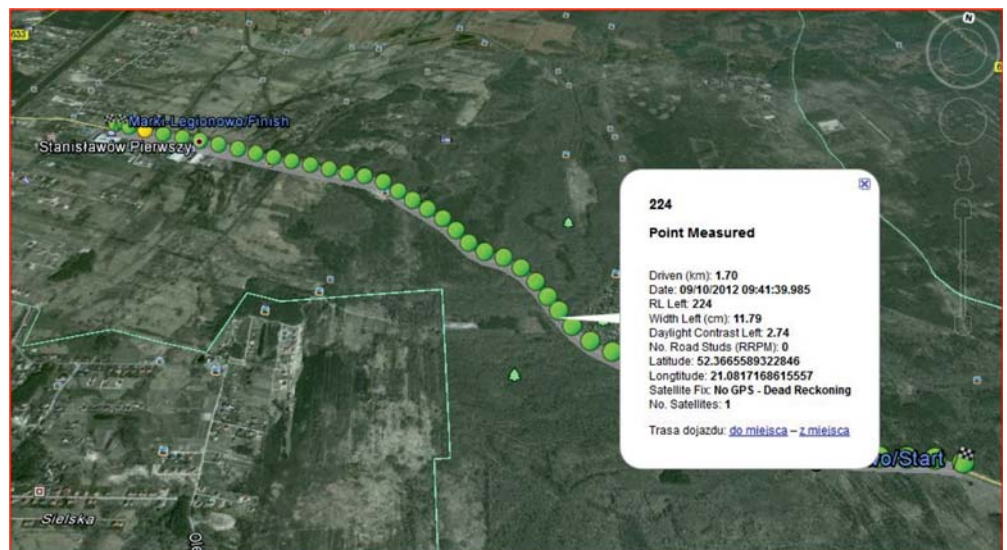 633
N
Marki-Legionowo/Finish
Stanisławów Pierwszy
224
Point Measured
Driven (km): 1.70
Date: 09/10/2012 09:41:39.985
RL Left: 224
Width Left (cm): 11.79
Daylight Contrast Left: 2.74
No. Road Studs (RRPM): 0
Latitude: 52.3665589322846
Longtitude: 21.0817168615557
Satellite Fix: No GPS - Dead Reckoning
No. Satellites: 1
Trasa dojazdu: do miejsca – z miejsca
wo/Start
Sielska
Ole